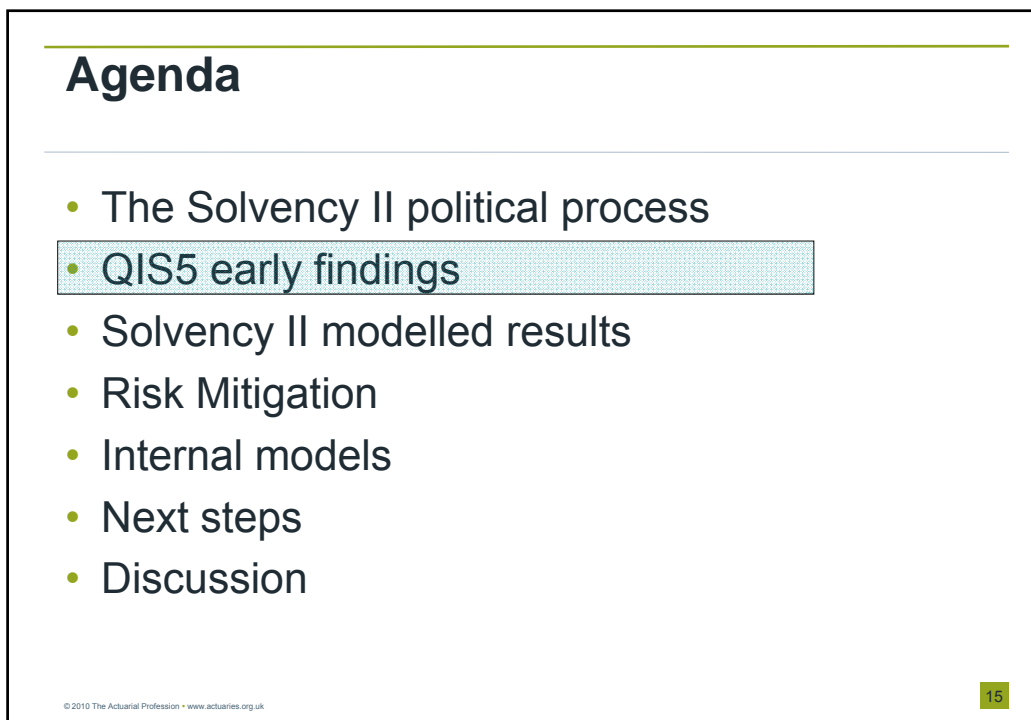 Agenda
• The Solvency II political process
• QIS5 early findings
• Solvency II modelled results
• Risk Mitigation
• Internal models
• Next steps
• Discussion
© 2010 The Actuarial Profession • www.actuaries.org.uk
15